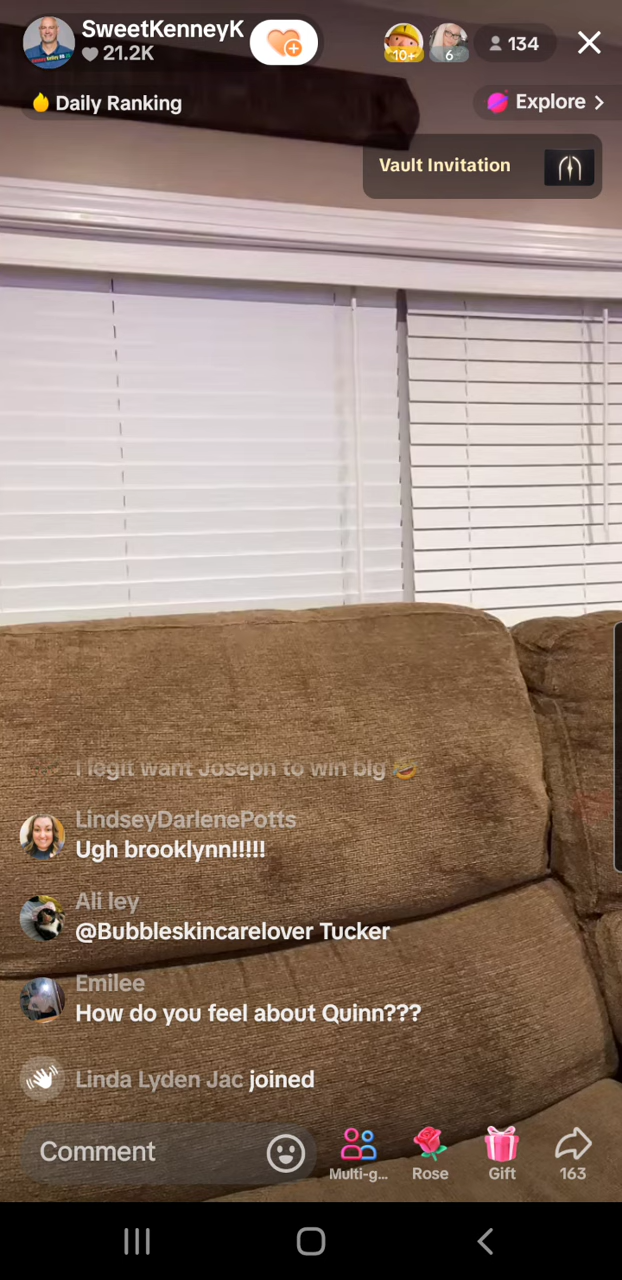 SweetKenneyK
21.2K
10+
6
134
Daily Ranking
Explore >
Vault Invitation
I legit want Joseph to win big 🤣
LindseyDarlenePotts
Ugh brooklynn!!!!!
Ali ley
@Bubbleskincarelover Tucker
Emilee
How do you feel about Quinn???
Linda Lyden Jac joined
Comment
Multi-g...
Rose
Gift
163